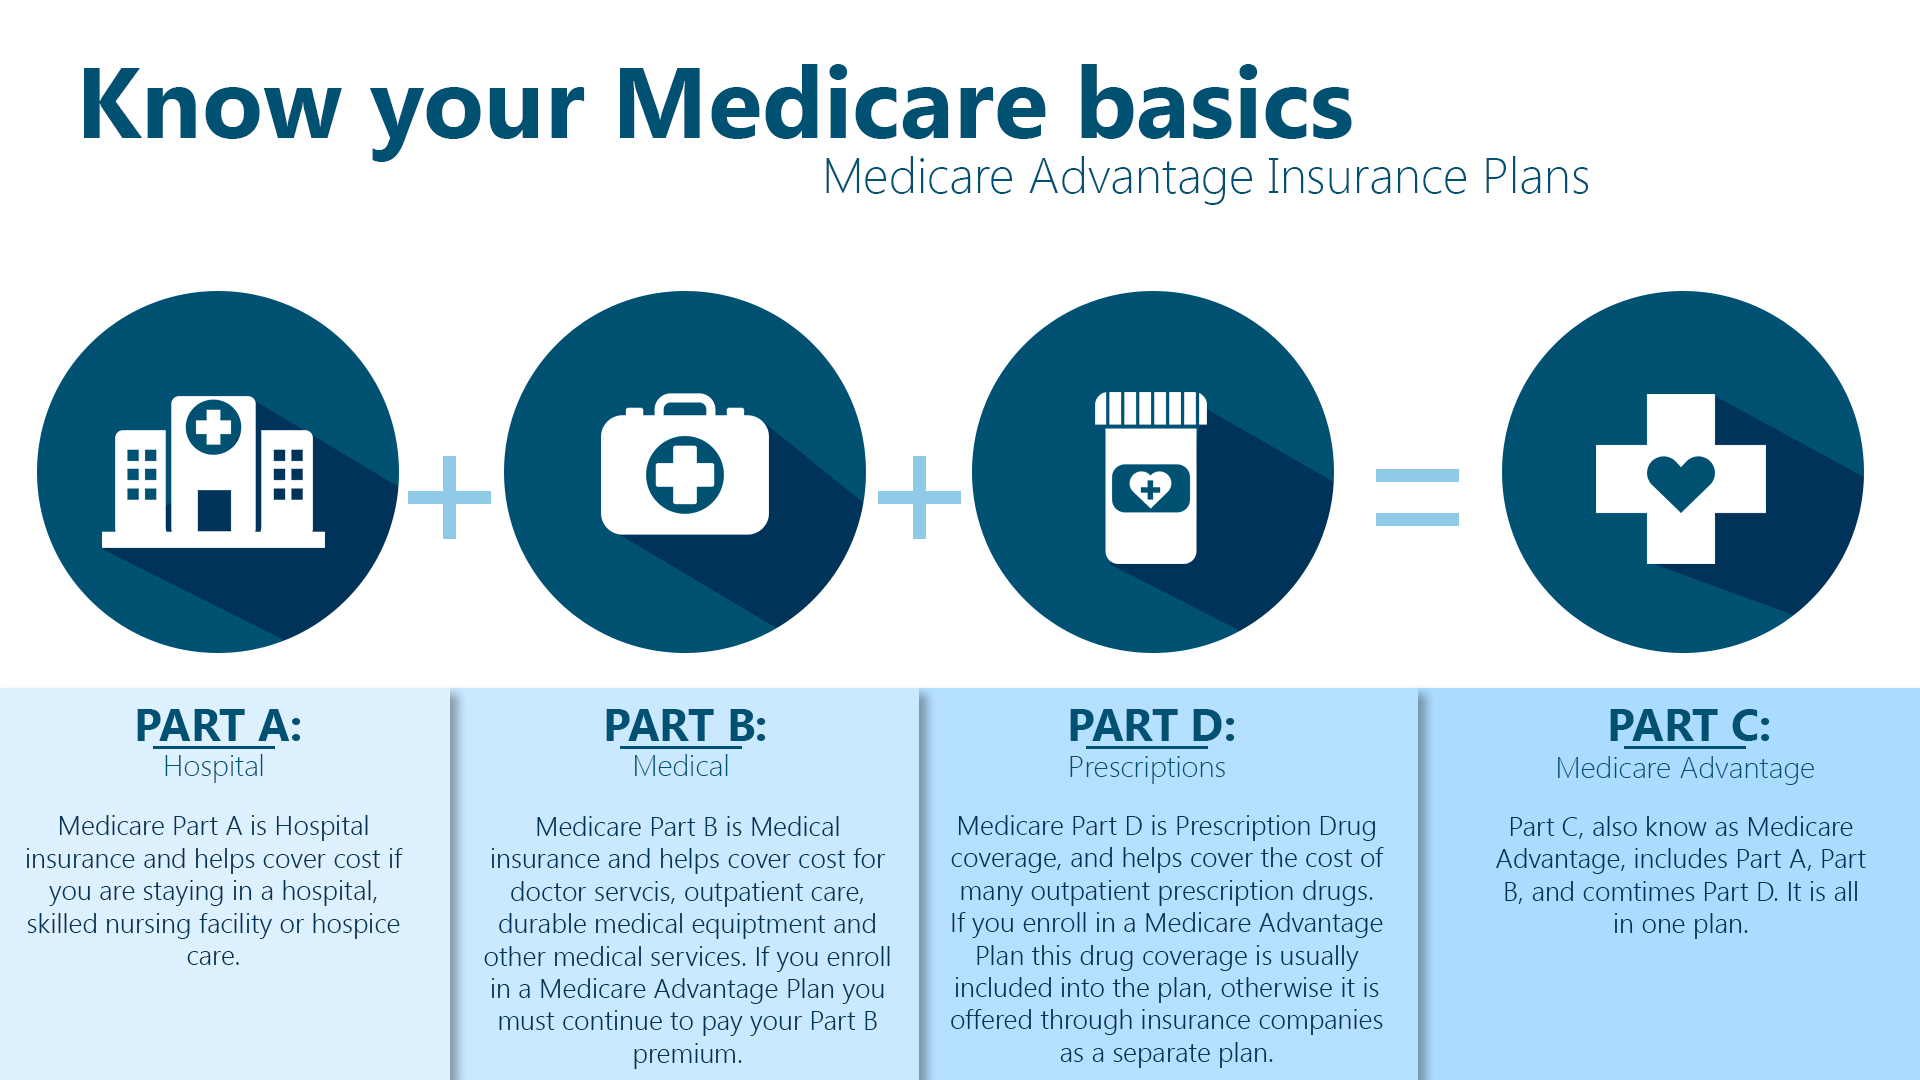 Know your Medicare basics
Medicare Advantage Insurance Plans
PART A:
Hospital
Medicare Part A is Hospital
insurance and helps cover cost if
you are staying in a hospital,
skilled nursing facility or hospice
care.
PART B:
Medical
Medicare Part B is Medical
insurance and helps cover cost for
doctor servcis, outpatient care,
durable medical equiptment and
other medical services. If you enroll
in a Medicare Advantage Plan you
must continue to pay your Part B
premium.
PART D:
Prescriptions
Medicare Part D is Prescription Drug
coverage, and helps cover the cost of
many outpatient prescription drugs.
If you enroll in a Medicare Advantage
Plan this drug coverage is usually
included into the plan, otherwise it is
offered through insurance companies
as a separate plan.
PART C:
Medicare Advantage
Part C, also know as Medicare
Advantage, includes Part A, Part
B, and comtimes Part D. It is all
in one plan.